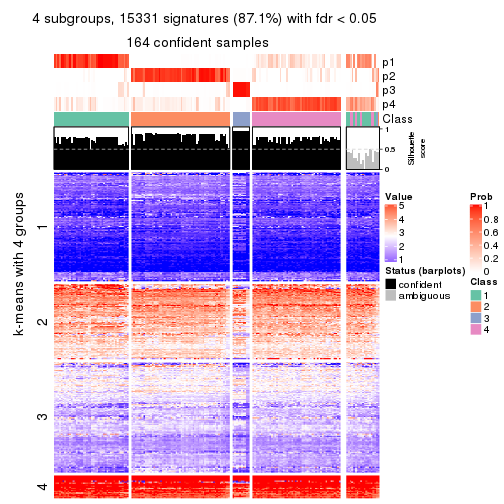 4 subgroups, 15331 signatures (87.1%) with fdr < 0.05
164 confident samples
p1
p2
p3
p4
Class
1
0.5
0
Silhouette
score
k-means with 4 groups
1
2
3
4
Value
5
4
3
2
1
Status (barplots)
confident
ambiguous
Prob
1
0.8
0.6
0.4
0.2
0
Class
1
2
3
4